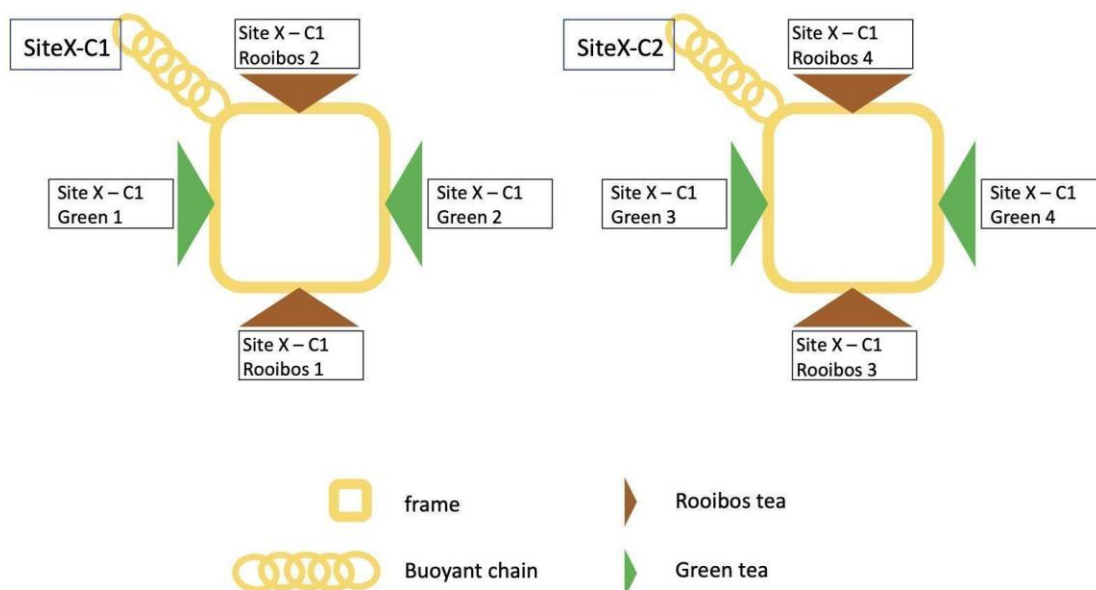 SiteX-C1
Site X – C1
Rooibos 2
Site X – C1
Green 1
Site X – C1
Green 2
Site X – C1
Rooibos 1
SiteX-C2
Site X – C1
Rooibos 4
Site X – C1
Green 3
Site X – C1
Green 4
Site X – C1
Rooibos 3
frame
Rooibos tea
Buoyant chain
Green tea